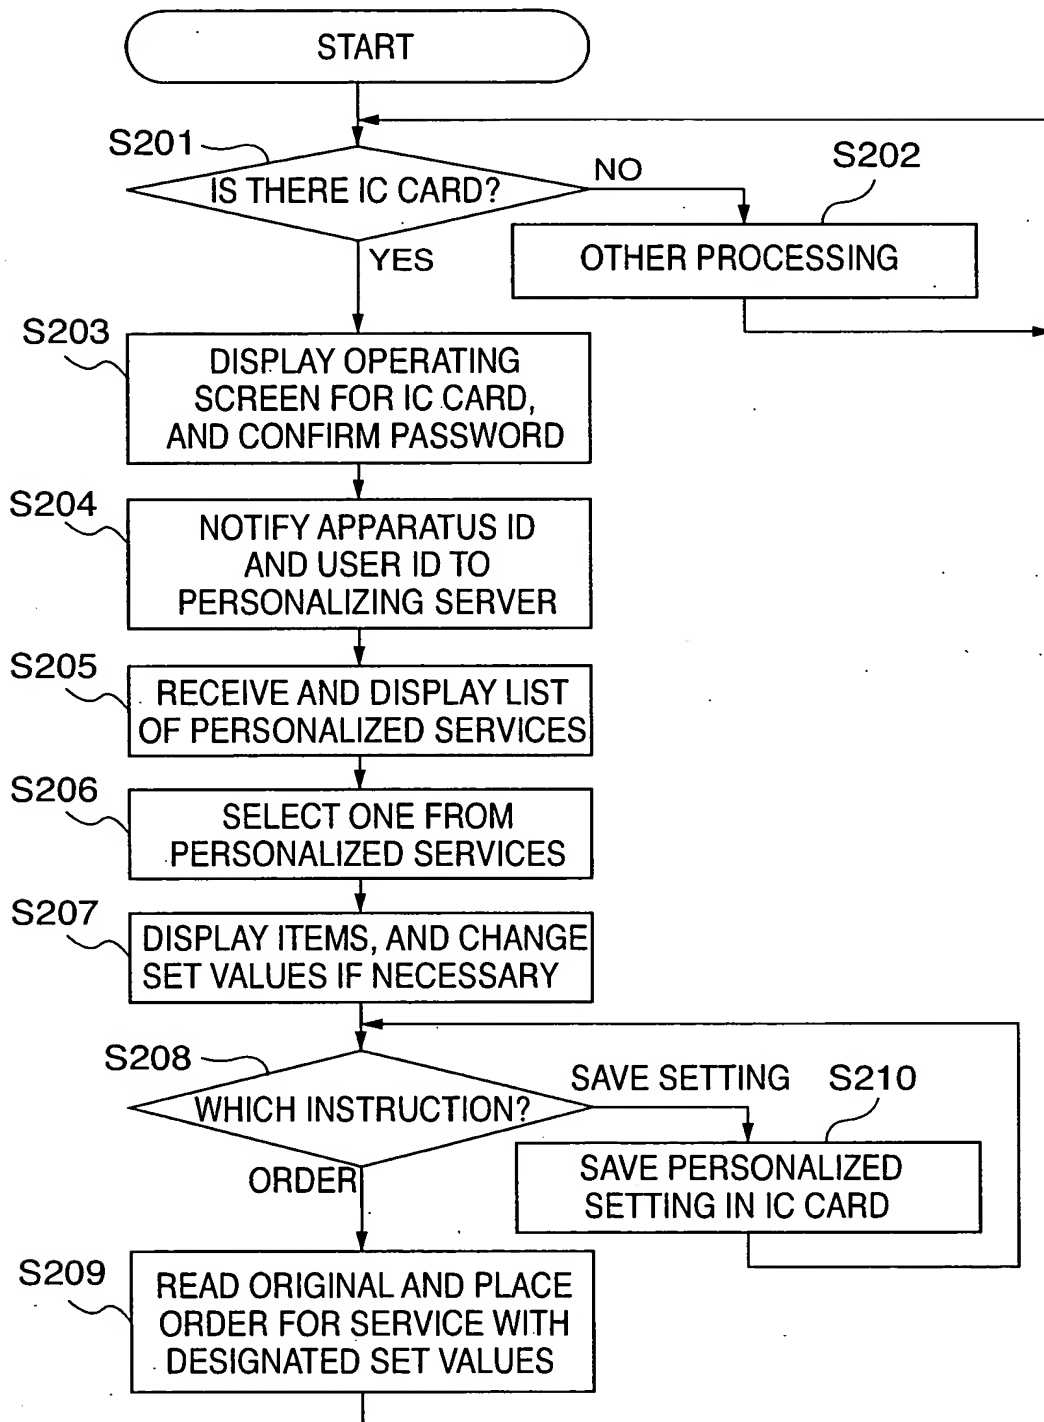 START
S201
IS THERE IC CARD?
NO
S202
OTHER PROCESSING
YES
S203
DISPLAY OPERATING
SCREEN FOR IC CARD,
AND CONFIRM PASSWORD
S204
NOTIFY APPARATUS ID
AND USER ID TO
PERSONALIZING SERVER
S205
RECEIVE AND DISPLAY LIST
OF PERSONALIZED SERVICES
S206
SELECT ONE FROM
PERSONALIZED SERVICES
S207
DISPLAY ITEMS, AND CHANGE
SET VALUES IF NECESSARY
S208
WHICH INSTRUCTION?
SAVE SETTING
S210
SAVE PERSONALIZED
SETTING IN IC CARD
ORDER
S209
READ ORIGINAL AND PLACE
ORDER FOR SERVICE WITH
DESIGNATED SET VALUES